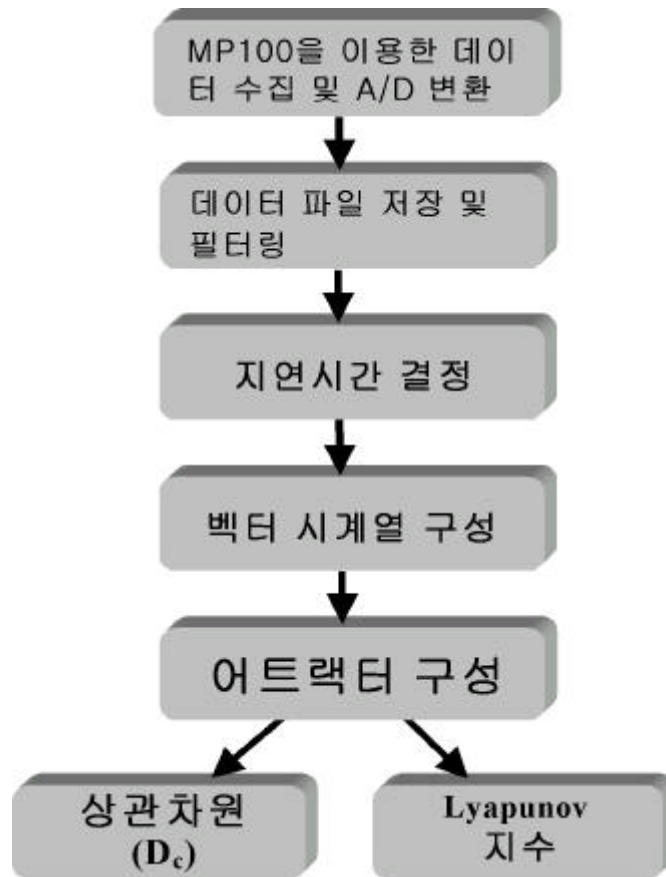 MP100을 이용한 데이
터 수집 및 A/D 변환
데이터 파일 저장 및
필터링
지연시간 결정
벡터 시계열 구성
어트랙터 구성
상관차원
(Dc)
Lyapunov
지수